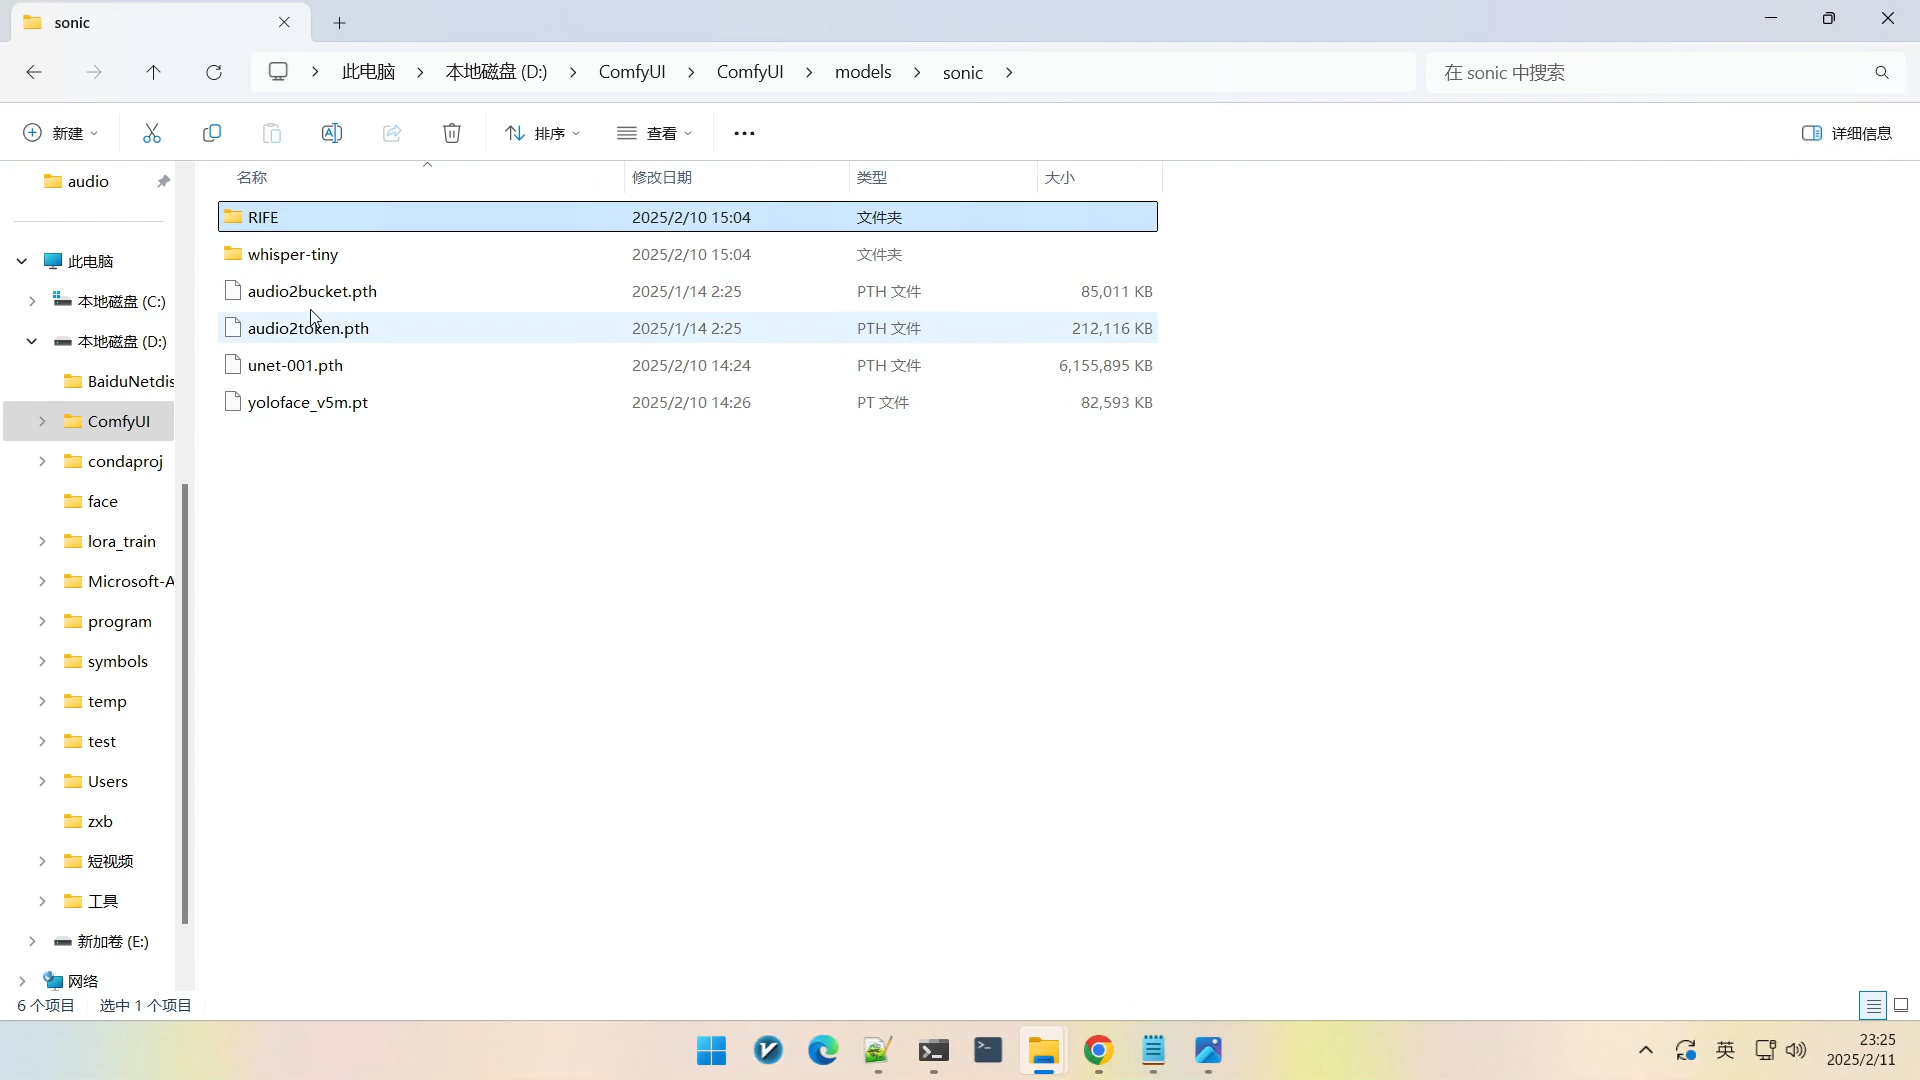 sonic
此电脑 本地磁盘 (D:) ComfyUI ComfyUI models sonic
在 sonic 中搜索
新建 排序 查看 详细信息
名称 修改日期 类型 大小
RIFE 2025/2/10 15:04 文件夹
whisper-tiny 2025/2/10 15:04 文件夹
audio2bucket.pth 2025/1/14 2:25 PTH 文件 85,011 KB
audio2token.pth 2025/1/14 2:25 PTH 文件 212,116 KB
unet-001.pth 2025/2/10 14:24 PTH 文件 6,155,895 KB
yoloface_v5m.pt 2025/2/10 14:26 PT 文件 82,593 KB
audio
此电脑
本地磁盘 (C:)
本地磁盘 (D:)
BaiduNetdis
ComfyUI
condaproj
face
lora_train
Microsoft-A
program
symbols
temp
test
Users
zxb
短视频
工具
新加卷 (E:)
网络
6 个项目 选中 1 个项目
英
23:25
2025/2/11